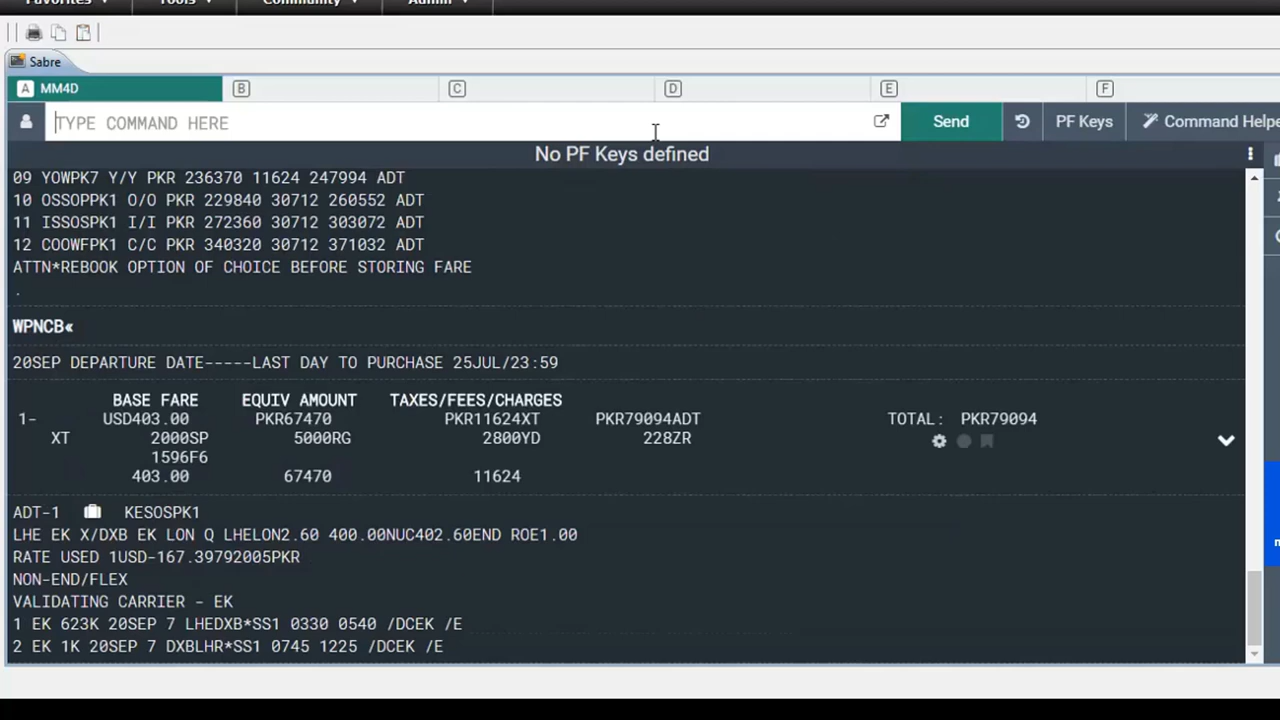 Favorites Tools Community Admin
Sabre
A MM4D B C D E F
TYPE COMMAND HERE Send PF Keys Command Helpe
No PF Keys defined
09 YOWPK7 Y/Y PKR 236370 11624 247994 ADT
10 OSSOPPK1 O/O PKR 229840 30712 260552 ADT
11 ISSOSPK1 I/I PKR 272360 30712 303072 ADT
12 COOWFPK1 C/C PKR 340320 30712 371032 ADT
ATTN*REBOOK OPTION OF CHOICE BEFORE STORING FARE
.
WPNCB«
20SEP DEPARTURE DATE-----LAST DAY TO PURCHASE 25JUL/23:59
BASE FARE EQUIV AMOUNT TAXES/FEES/CHARGES
1- USD403.00 PKR67470 PKR11624XT PKR79094ADT TOTAL: PKR79094
XT 2000SP 5000RG 2800YD 228ZR
1596F6
403.00 67470 11624
ADT-1 KESOSPK1
LHE EK X/DXB EK LON Q LHELON2.60 400.00NUC402.60END ROE1.00
RATE USED 1USD-167.39792005PKR
NON-END/FLEX
VALIDATING CARRIER - EK
1 EK 623K 20SEP 7 LHEDXB*SS1 0330 0540 /DCEK /E
2 EK 1K 20SEP 7 DXBLHR*SS1 0745 1225 /DCEK /E